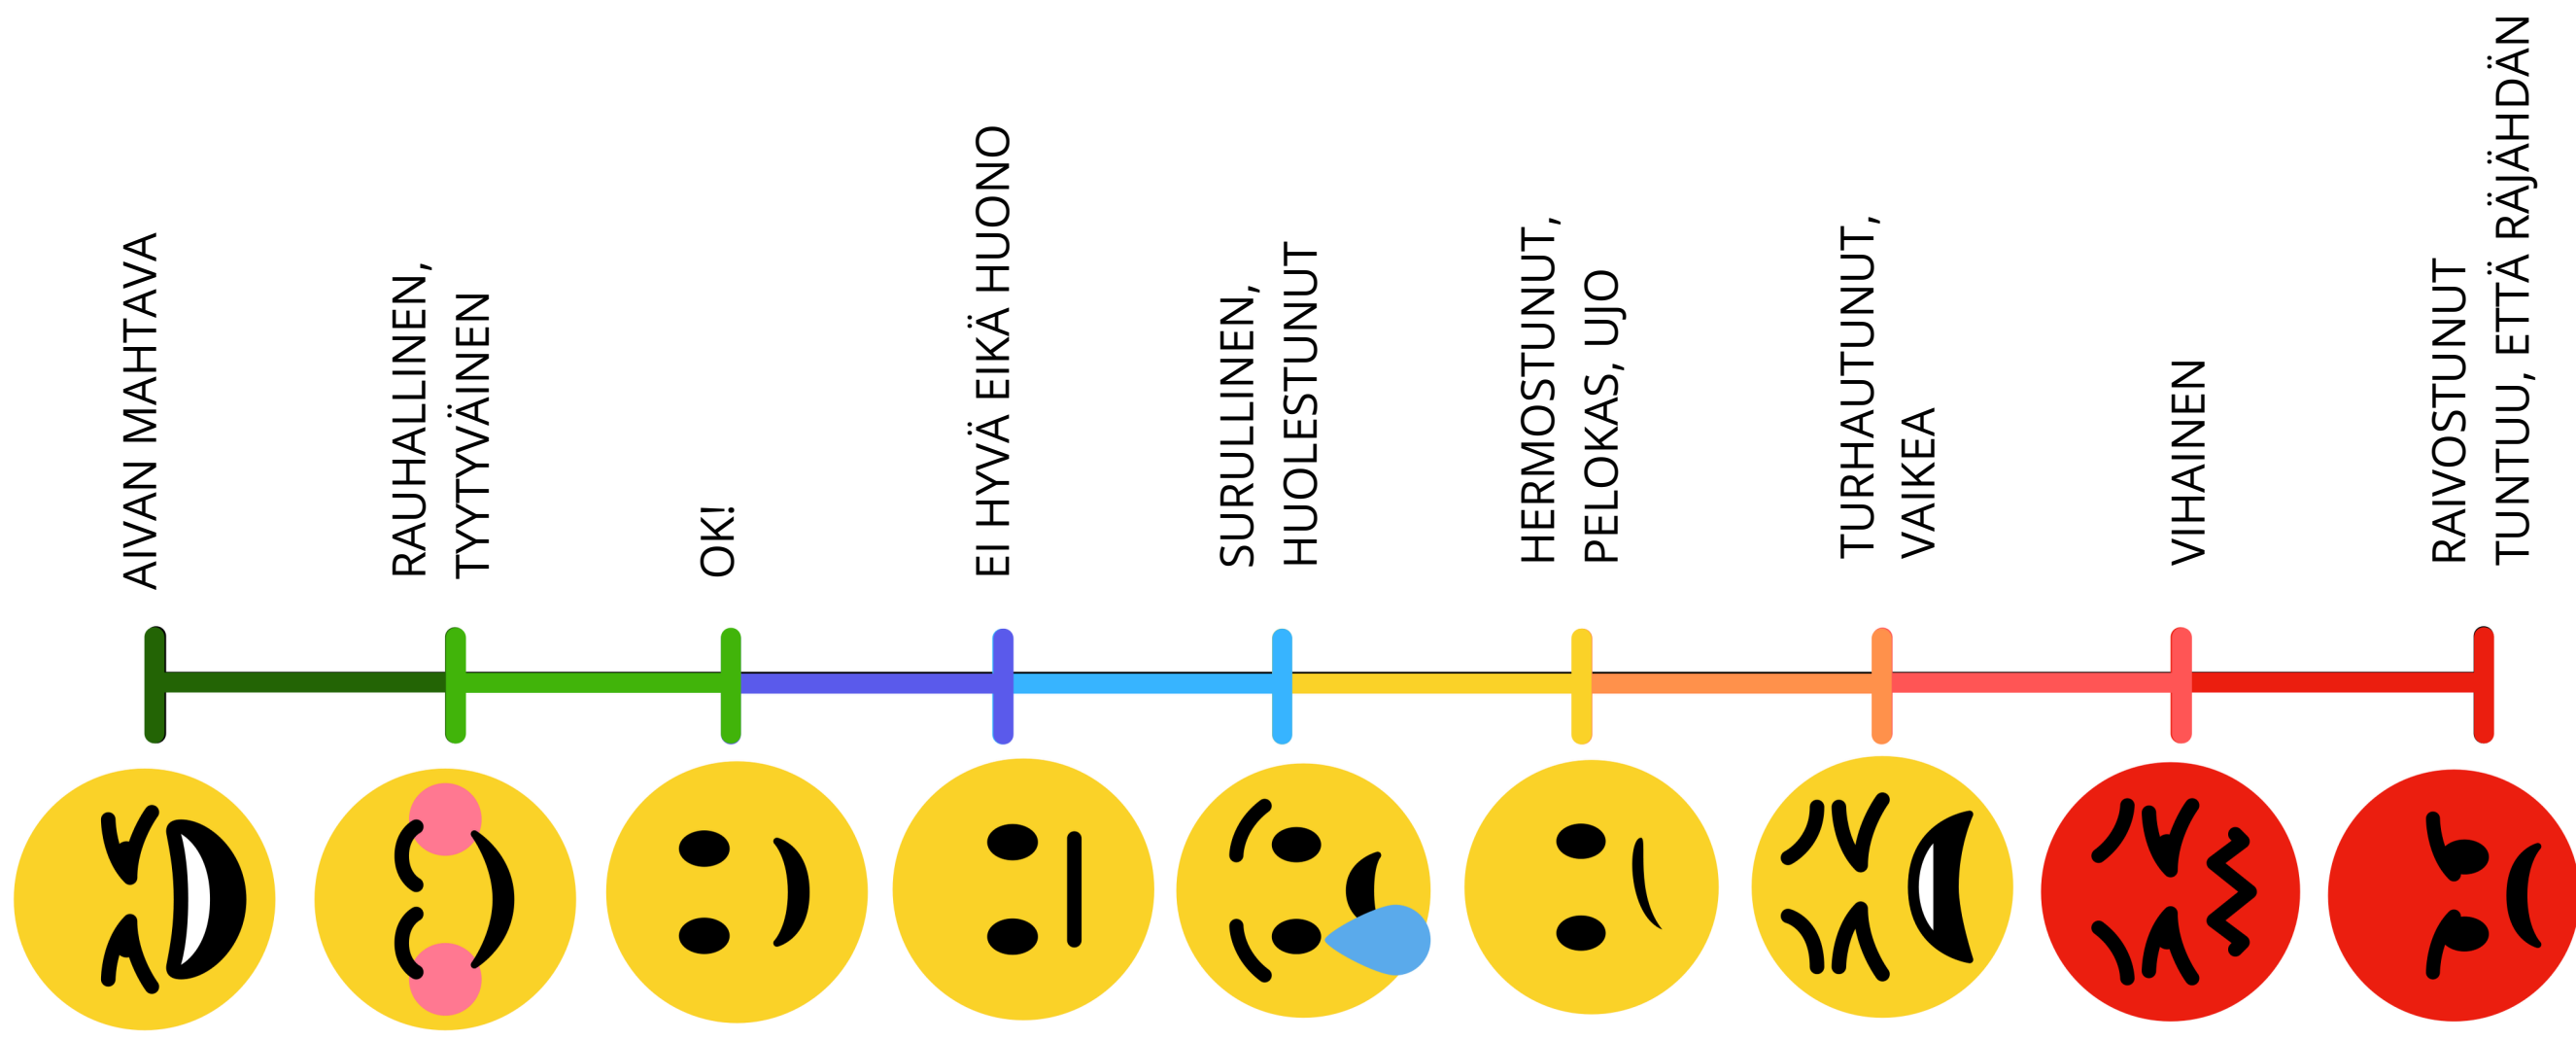 AIVAN MAHTAVA
RAUHALLINEN,
TYYTYVÄINEN
OK!
EI HYVÄ EIKÄ HUONO
SURULLINEN,
HUOLESTUNUT
HERMOSTUNUT,
PELOKAS, UJO
TURHAUTUNUT,
VAIKEA
VIHAINEN
RAIVOSTUNUT
TUNTUU, ETTÄ RÄJÄHDÄN